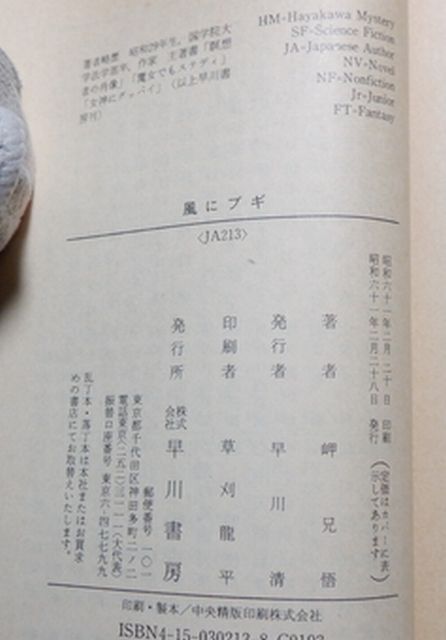 HM=Hayakawa Mystery
SF=Science Fiction
JA=Japanese Author
NV=Novel
NF=Nonfiction
Jr=Junior
FT=Fantasy
著者略歴 昭和29年生，国学院大
学法学部卒，作家 主著書「瞑想
者の肖像」「魔女でもステディ」
「女神にグッバイ」（以上早川書
房刊）
風にブギ
〈JA213〉
昭和六十一年二月二十日 印刷
昭和六十一年二月二十八日 発行
（定価はカバーに表
示してあります）
著者 岬兄悟
発行者 早川清
印刷者 草刈龍平
発行所 株式会社 早川書房
郵便番号 一〇一
東京都千代田区神田多町二ノ二
電話東京（二五二）三一一一（大代表）
振替口座番号 東京六・四七七九九
乱丁本・落丁本は本社またはお買求
めの書店にてお取替えいたします。
印刷・製本／中央精版印刷株式会社
ISBN4-15-030213-8 C0193